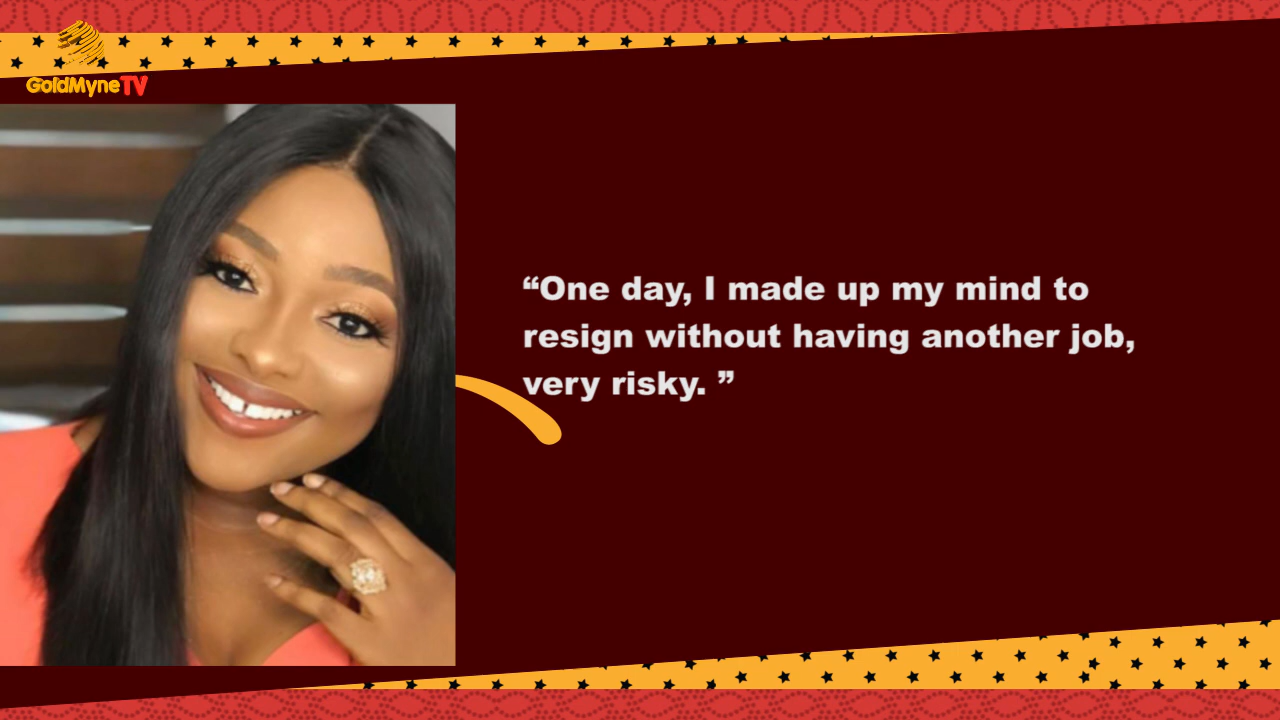 GoldMyneTV
“One day, I made up my mind to
resign without having another job,
very risky. ”